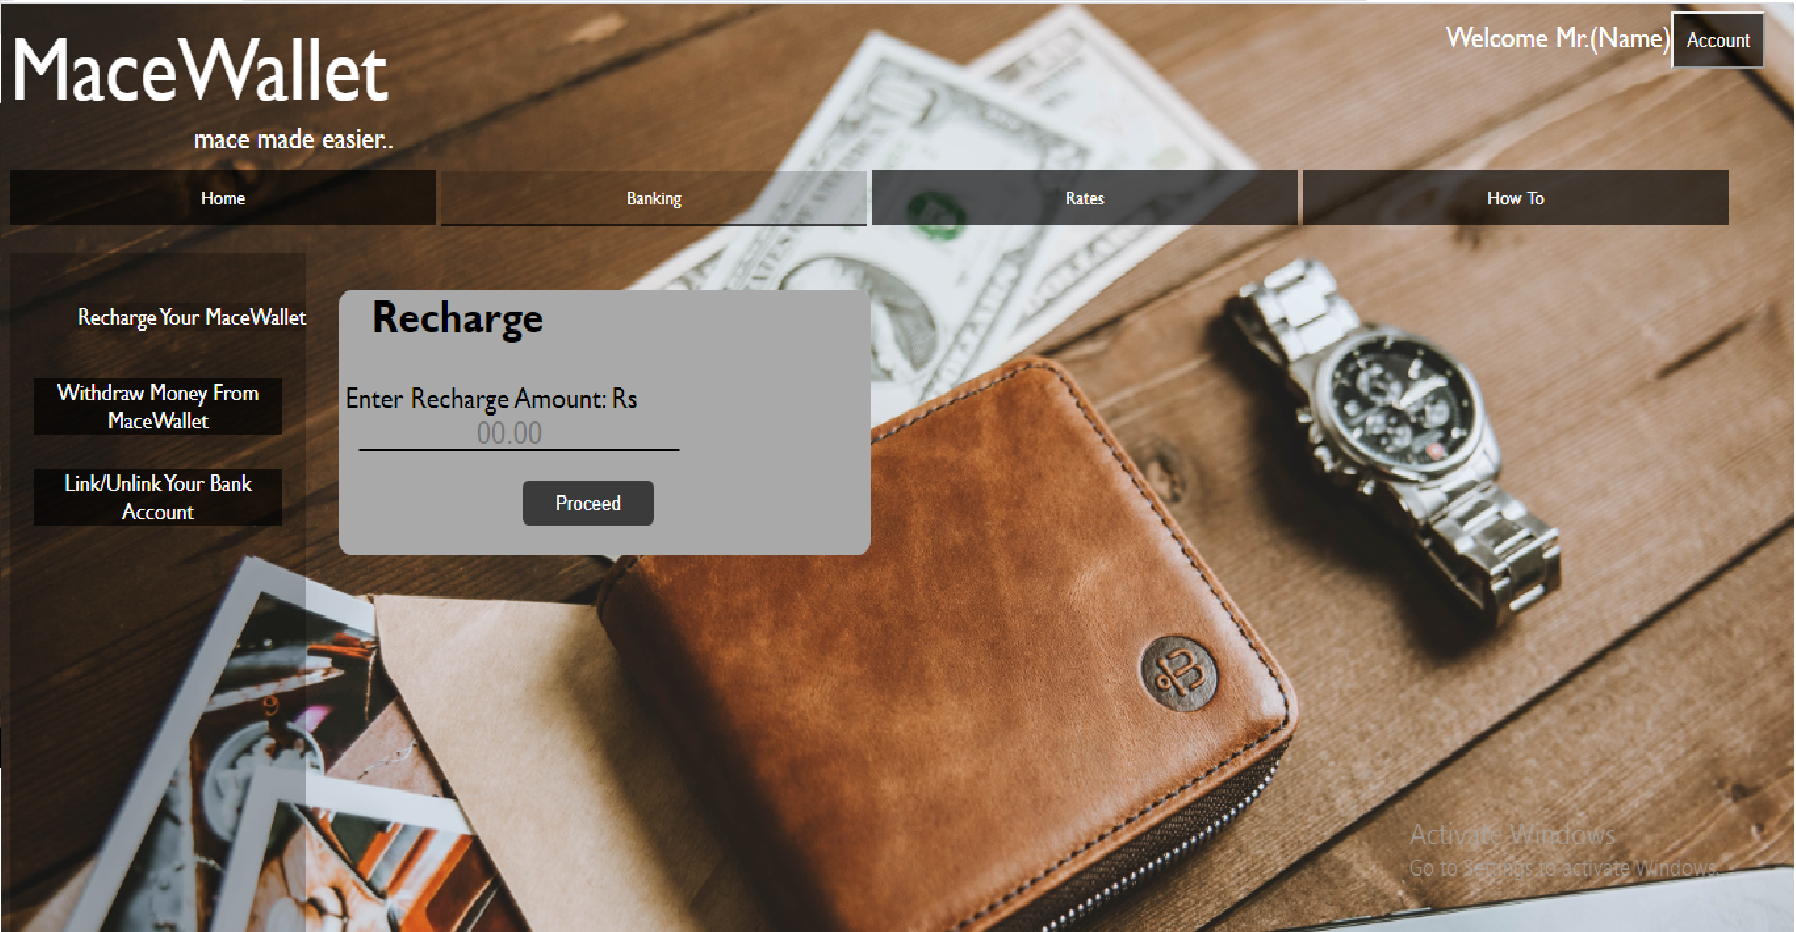 MaceWallet
mace made easier..
Welcome Mr.(Name)
Account
Home
Banking
Rates
How To
Recharge Your MaceWallet
Withdraw Money From
MaceWallet
Link/Unlink Your Bank
Account
Recharge
Enter Recharge Amount: Rs
00.00
Proceed
Activate Windows
Go to Settings to activate Windows.